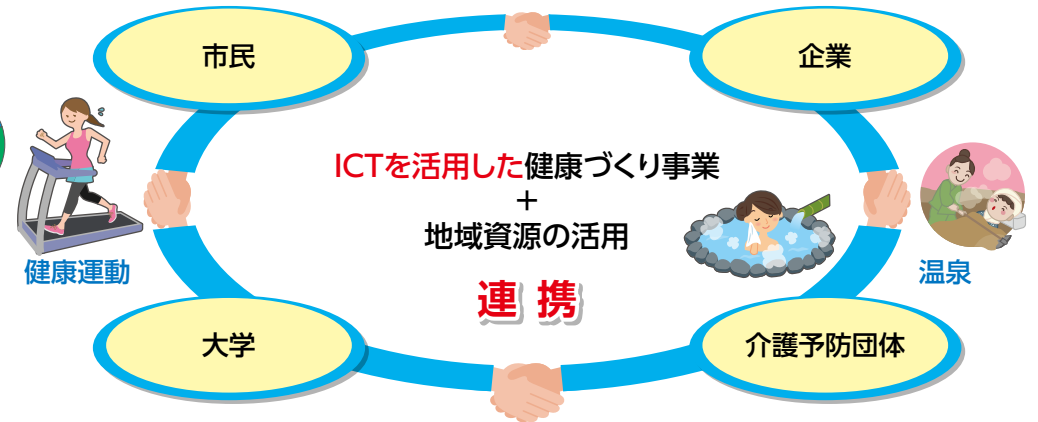 市民
企業
ICTを活用した健康づくり事業
+
地域資源の活用
連携
健康運動
温泉
大学
介護予防団体